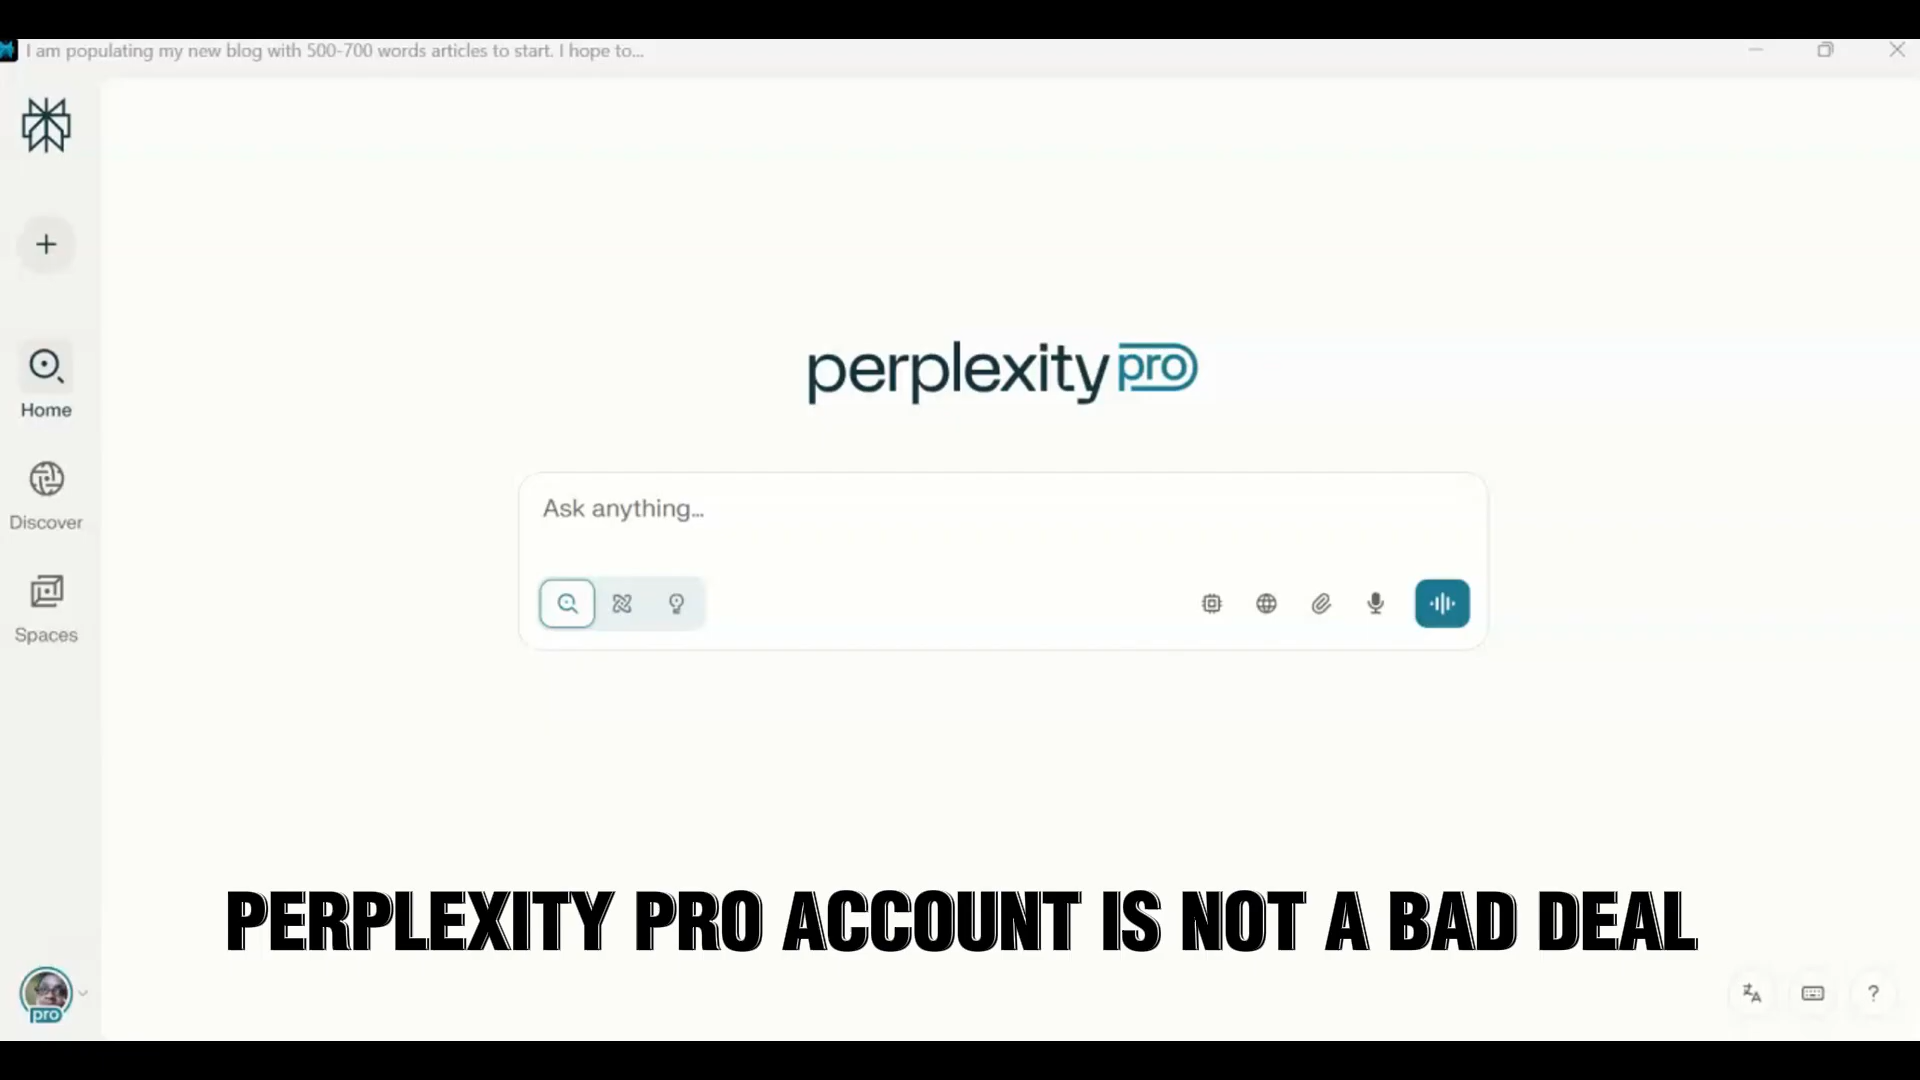 I am populating my new blog with 500-700 words articles to start. I hope to...
Home
Discover
Spaces
pro
perplexity pro
Ask anything...
PERPLEXITY PRO ACCOUNT IS NOT A BAD DEAL
?